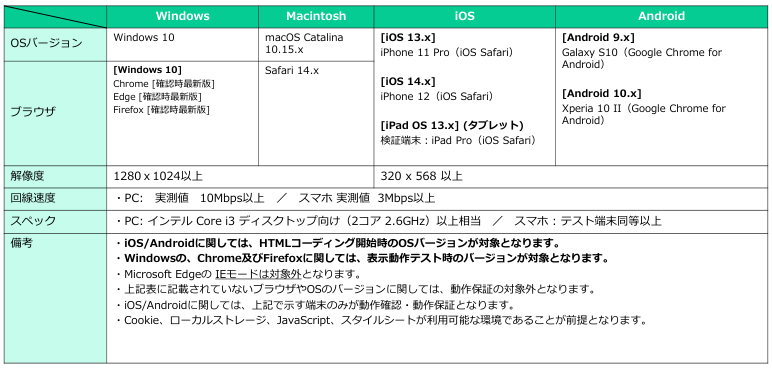 Windows
Macintosh
iOS
Android
OSバージョン
Windows 10
macOS Catalina
10.15.x
[iOS 13.x]
iPhone 11 Pro（iOS Safari）
[iOS 14.x]
iPhone 12（iOS Safari）
[iPad OS 13.x] (タブレット)
検証端末：iPad Pro（iOS Safari）
[Android 9.x]
Galaxy S10（Google Chrome for
Android）
[Android 10.x]
Xperia 10 II（Google Chrome for
Android）
ブラウザ
[Windows 10]
Chrome [確認時最新版]
Edge [確認時最新版]
Firefox [確認時最新版]
Safari 14.x
解像度
1280 x 1024以上
320 x 568 以上
回線速度
・PC:　実測値　10Mbps以上　／　スマホ 実測値　3Mbps以上
スペック
・PC: インテル Core i3 ディスクトップ向け（2コア 2.6GHz）以上相当　／　スマホ：テスト端末同等以上
備考
・iOS/Androidに関しては、HTMLコーディング開始時のOSバージョンが対象となります。
・Windowsの、Chrome及びFirefoxに関しては、表示動作テスト時のバージョンが対象となります。
・Microsoft Edgeの IEモードは対象外となります。
・上記表に記載されていないブラウザやOSのバージョンに関しては、動作保証の対象外となります。
・iOS/Androidに関しては、上記で示す端末のみが動作確認・動作保証となります。
・Cookie、ローカルストレージ、JavaScript、スタイルシートが利用可能な環境であることが前提となります。